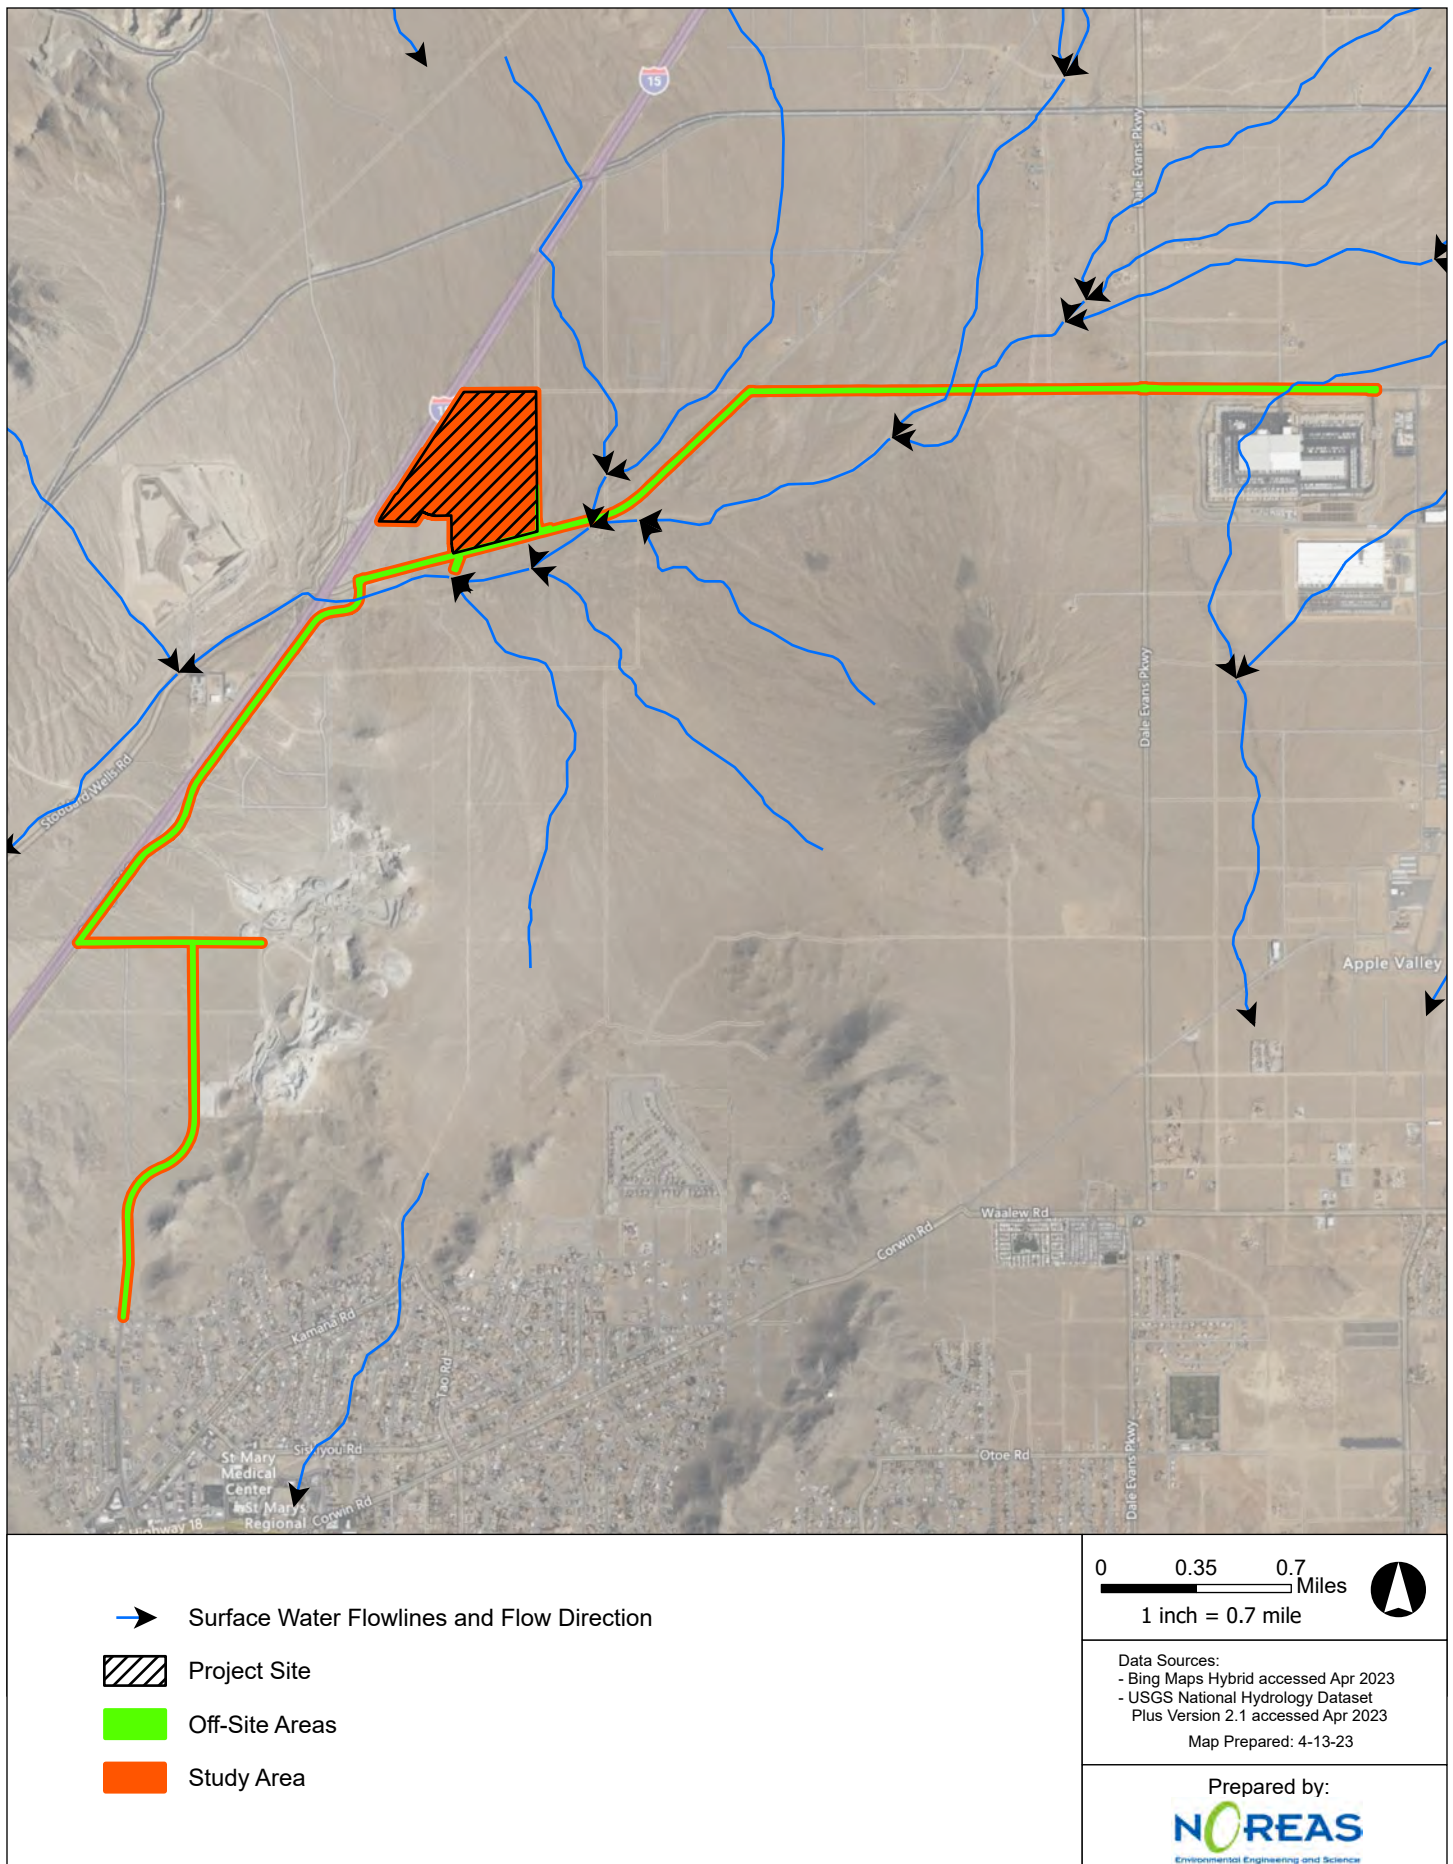 15
Dale Evans Pkwy
Dale Evans Pkwy
Stoddard Wells Rd
Apple Valley
Waalew Rd
Corwin Rd
Kamana Rd
Tao Rd
Siskiyou Rd
Otoe Rd
Dale Evans Pkwy
St Mary
Medical
Center
St Marys
Regional
Corwin Rd
Highway 18
Surface Water Flowlines and Flow Direction
Project Site
Off-Site Areas
Study Area
0 0.35 0.7
Miles
1 inch = 0.7 mile
Data Sources:
- Bing Maps Hybrid accessed Apr 2023
- USGS National Hydrology Dataset
Plus Version 2.1 accessed Apr 2023
Map Prepared: 4-13-23
Prepared by:
NOREAS
Environmental Engineering and Science